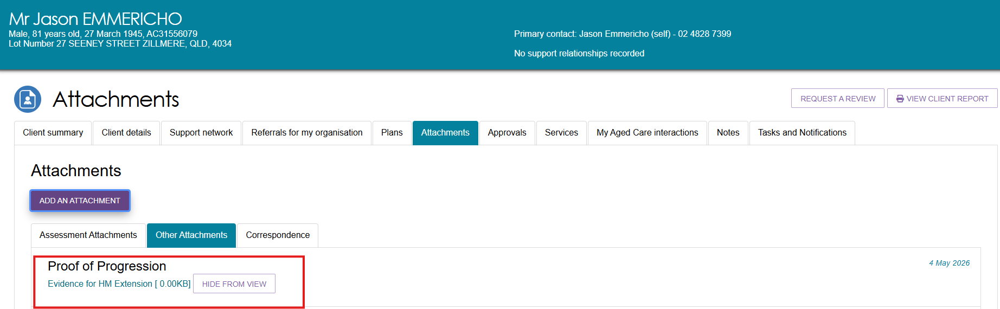 Mr Jason EMMERICHO
Male, 81 years old, 27 March 1945, AC31556079
Lot Number 27 SEENEY STREET ZILLMERE, QLD, 4034
Primary contact: Jason Emmericho (self) - 02 4828 7399
No support relationships recorded
Attachments
REQUEST A REVIEW
VIEW CLIENT REPORT
Client summary
Client details
Support network
Referrals for my organisation
Plans
Attachments
Approvals
Services
My Aged Care interactions
Notes
Tasks and Notifications
Attachments
ADD AN ATTACHMENT
Assessment Attachments
Other Attachments
Correspondence
Proof of Progression
4 May 2026
Evidence for HM Extension [ 0.00KB]
HIDE FROM VIEW